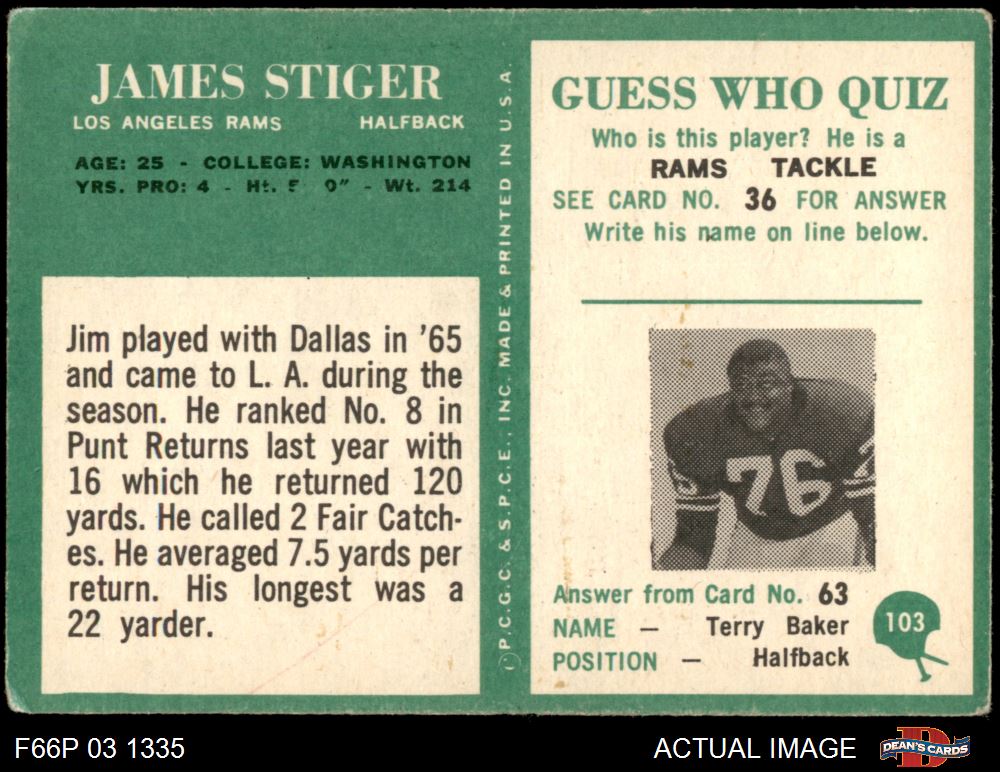 JAMES STIGER
LOS ANGELES RAMS HALFBACK
AGE: 25 - COLLEGE: WASHINGTON
YRS. PRO: 4 - Ht. 0" - Wt. 214
Jim played with Dallas in '65
and came to L. A. during the
season. He ranked No. 8 in
Punt Returns last year with
16 which he returned 120
yards. He called 2 Fair Catch-
es. He averaged 7.5 yards per
return. His longest was a
22 yarder.
©P.C.G.C. & S.P.C.E., INC. MADE & PRINTED IN U.S.A.
GUESS WHO QUIZ
Who is this player? He is a
RAMS TACKLE
SEE CARD NO. 36 FOR ANSWER
Write his name on line below.
76
Answer from Card No. 63
NAME — Terry Baker
POSITION — Halfback
103
F66P 03 1335
ACTUAL IMAGE
D
DEAN'S CARDS